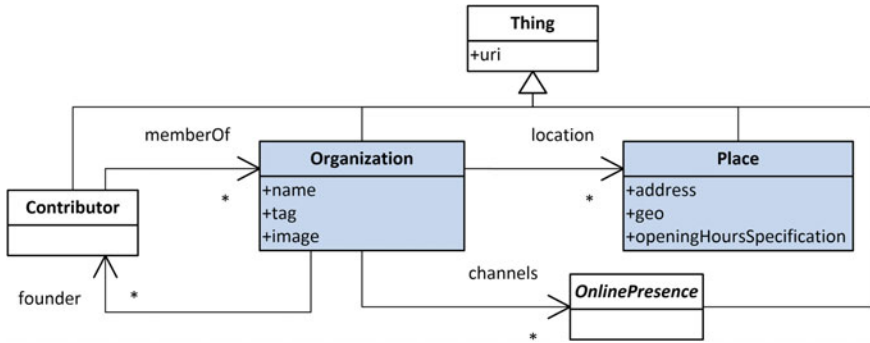 Thing
+uri
memberOf
location
Organization
Place
+name
+address
*
*
+tag
+geo
Contributor
+image
+openingHoursSpecification
channels
founder
*
OnlinePresence
*